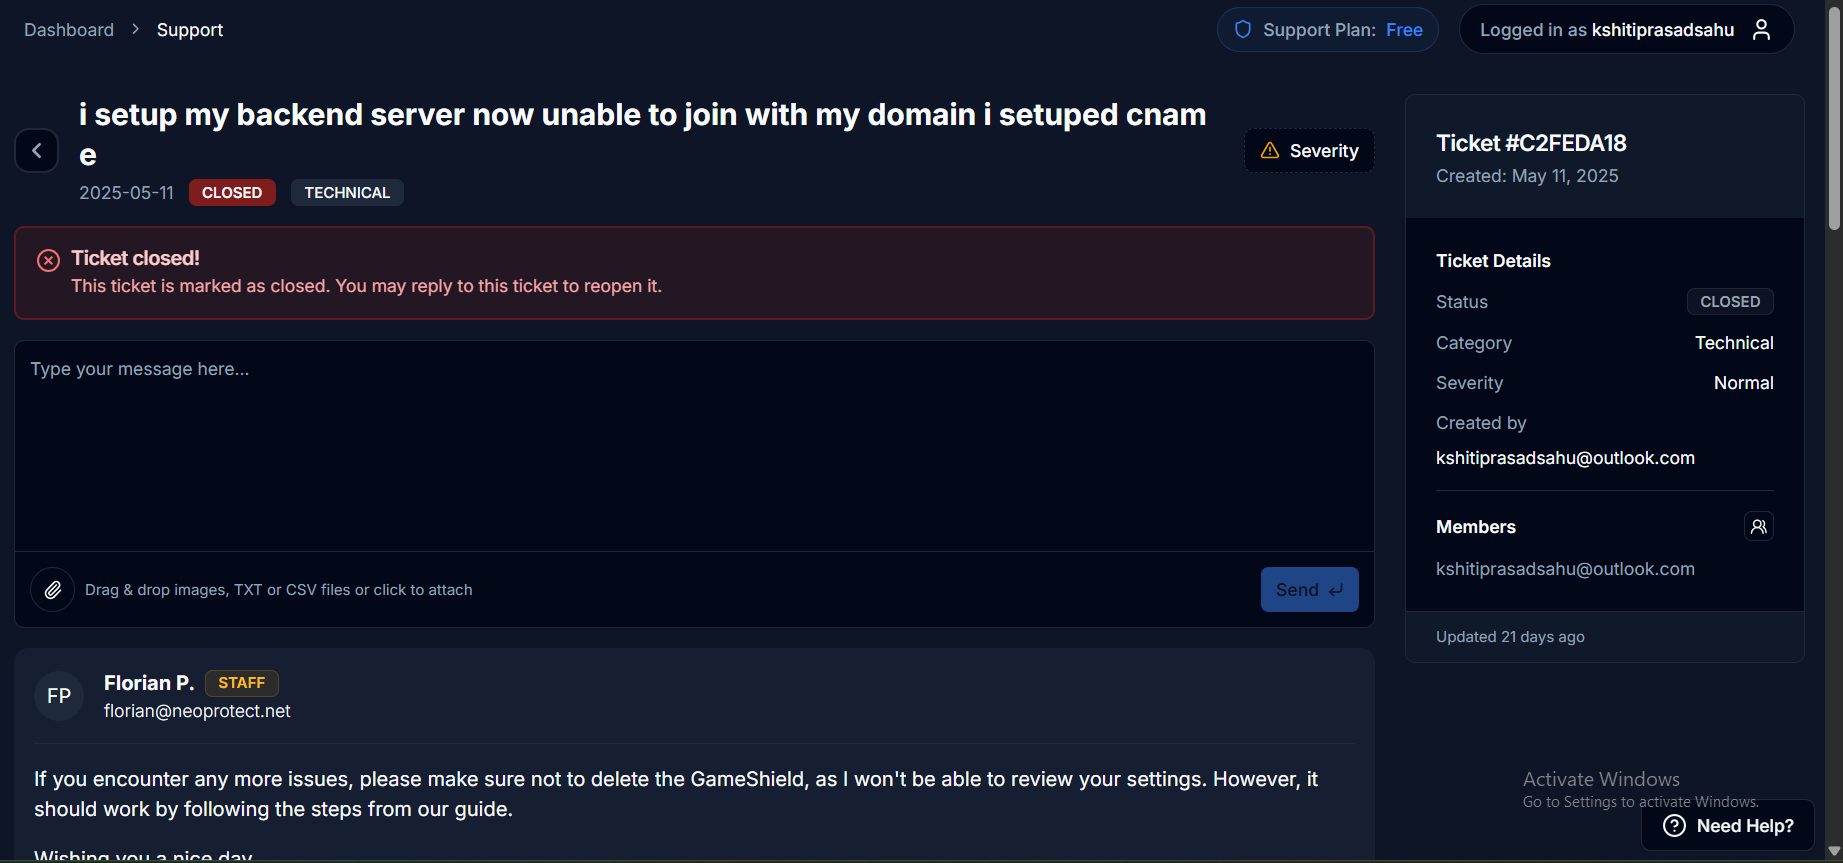 Dashboard > Support
Support Plan: Free
Logged in as kshitiprasadsahu
i setup my backend server now unable to join with my domain i setuped cnam
e
2025-05-11 CLOSED TECHNICAL
Severity
Ticket closed!
This ticket is marked as closed. You may reply to this ticket to reopen it.
Type your message here...
Drag & drop images, TXT or CSV files or click to attach
Send
FP
Florian P. STAFF
florian@neoprotect.net
If you encounter any more issues, please make sure not to delete the GameShield, as I won't be able to review your settings. However, it
should work by following the steps from our guide.
Wishing you a nice day
Ticket #C2FEDA18
Created: May 11, 2025
Ticket Details
Status CLOSED
Category Technical
Severity Normal
Created by
kshitiprasadsahu@outlook.com
Members
kshitiprasadsahu@outlook.com
Updated 21 days ago
Activate Windows
Go to Settings to activate Windows.
Need Help?